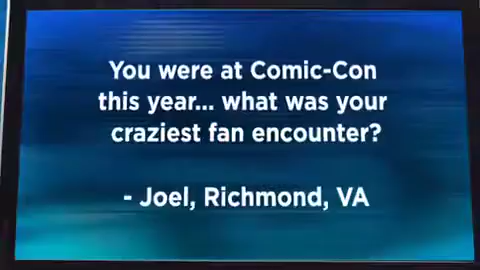 You were at Comic-Con
this year... what was your
craziest fan encounter?
- Joel, Richmond, VA